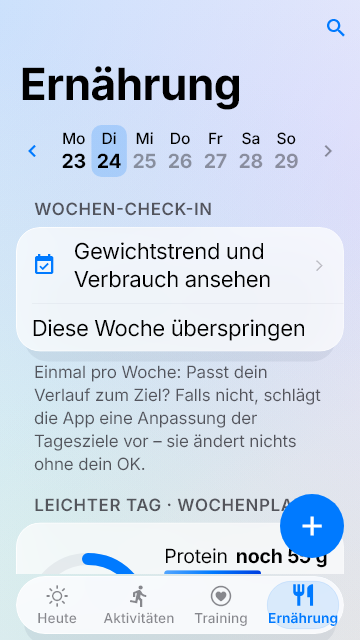 Ernährung
Mo Di Mi Do Fr Sa So
23 24 25 26 27 28 29
WOCHEN-CHECK-IN
Gewichtstrend und
Verbrauch ansehen
Diese Woche überspringen
Einmal pro Woche: Passt dein
Verlauf zum Ziel? Falls nicht, schlägt
die App eine Anpassung der
Tagesziele vor – sie ändert nichts
ohne dein OK.
LEICHTER TAG · WOCHENPLA
Protein noch 55 g
Heute Aktivitäten Training Ernährung